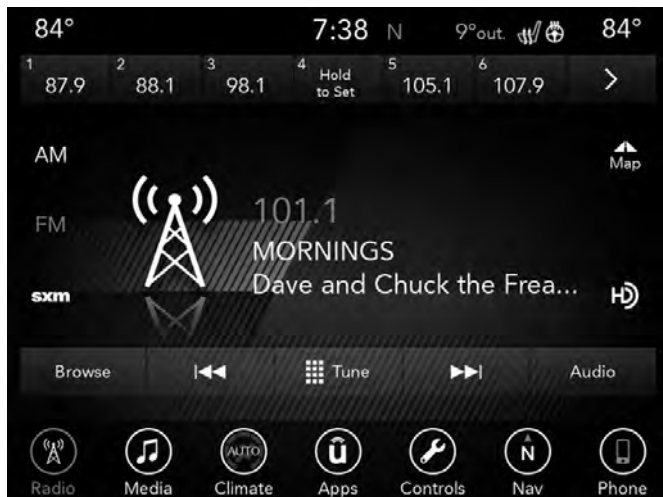 84° 7:38 N 9°out. 84°
1 87.9 2 88.1 3 98.1 4 Hold to Set 5 105.1 6 107.9 >
AM
Map
FM
101.1
MORNINGS
Dave and Chuck the Frea...
sxm
HD
Browse Tune Audio
AUTO û N
Radio Media Climate Apps Controls Nav Phone